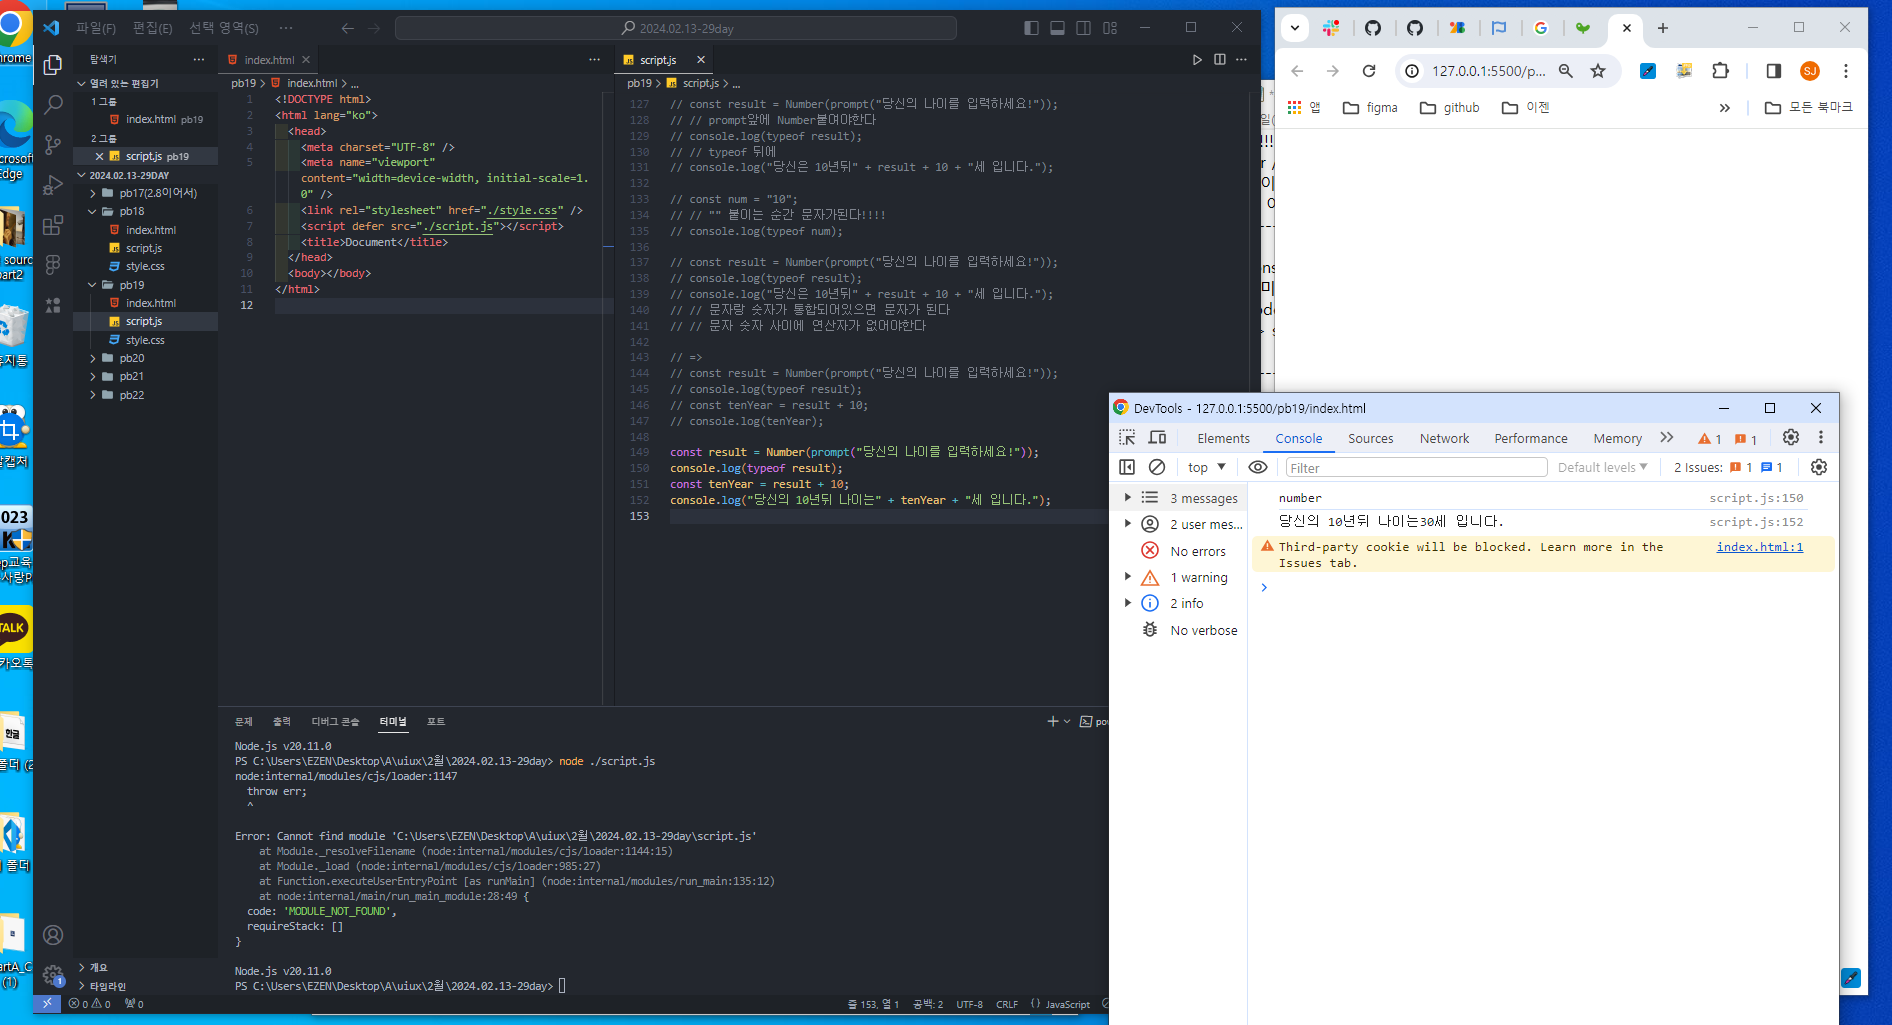 파일(F) 편집(E) 선택 영역(S) ···
2024.02.13-29day
탐색기 ···
열려 있는 편집기
1 그룹
index.html pb19
2 그룹
script.js pb19
2024.02.13-29DAY
pb17(2.8이어서)
pb18
index.html
script.js
style.css
pb19
index.html
script.js
style.css
pb20
pb21
pb22
개요
타임라인
index.html
pb19 > index.html > ...
1 <!DOCTYPE html>
2 <html lang="ko">
3 <head>
4 <meta charset="UTF-8" />
5 <meta name="viewport"
content="width=device-width, initial-scale=1.
0" />
6 <link rel="stylesheet" href="./style.css" />
7 <script defer src="./script.js"></script>
8 <title>Document</title>
9 </head>
10 <body></body>
11 </html>
12
script.js
pb19 > script.js > ...
127 // const result = Number(prompt("당신의 나이를 입력하세요!"));
128 // // prompt앞에 Number붙여야한다
129 // console.log(typeof result);
130 // // typeof 뒤에
131 // console.log("당신은 10년뒤" + result + 10 + "세 입니다.");
132
133 // const num = "10";
134 // // "" 붙이는 순간 문자가된다!!!!
135 // console.log(typeof num);
136
137 // const result = Number(prompt("당신의 나이를 입력하세요!"));
138 // console.log(typeof result);
139 // console.log("당신은 10년뒤" + result + 10 + "세 입니다.");
140 // // 문자랑 숫자가 통합되어있으면 문자가 된다
141 // // 문자 숫자 사이에 연산자가 없어야한다
142
143 // =>
144 // const result = Number(prompt("당신의 나이를 입력하세요!"));
145 // console.log(typeof result);
146 // const tenYear = result + 10;
147 // console.log(tenYear);
148
149 const result = Number(prompt("당신의 나이를 입력하세요!"));
150 console.log(typeof result);
151 const tenYear = result + 10;
152 console.log("당신의 10년뒤 나이는" + tenYear + "세 입니다.");
153
문제 출력 디버그 콘솔 터미널 포트
Node.js v20.11.0
PS C:\Users\EZEN\Desktop\A\uiux\2월\2024.02.13-29day> node ./script.js
node:internal/modules/cjs/loader:1147
throw err;
^
Error: Cannot find module 'C:\Users\EZEN\Desktop\A\uiux\2월\2024.02.13-29day\script.js'
at Module._resolveFilename (node:internal/modules/cjs/loader:1144:15)
at Module._load (node:internal/modules/cjs/loader:985:27)
at Function.executeUserEntryPoint [as runMain] (node:internal/modules/run_main:135:12)
at node:internal/main/run_main_module:28:49 {
code: 'MODULE_NOT_FOUND',
requireStack: []
}
Node.js v20.11.0
PS C:\Users\EZEN\Desktop\A\uiux\2월\2024.02.13-29day>
0 0 0
줄 153, 열 1 공백: 2 UTF-8 CRLF {} JavaScript
127.0.0.1:5500/p...
SJ
앱 figma github 이젠 » 모든 북마크
DevTools - 127.0.0.1:5500/pb19/index.html
Elements Console Sources Network Performance Memory » 1 1
top Filter Default levels 2 Issues: 1 1
3 messages
2 user mes...
No errors
1 warning
2 info
No verbose
number script.js:150
당신의 10년뒤 나이는30세 입니다. script.js:152
Third-party cookie will be blocked. Learn more in the index.html:1
Issues tab.